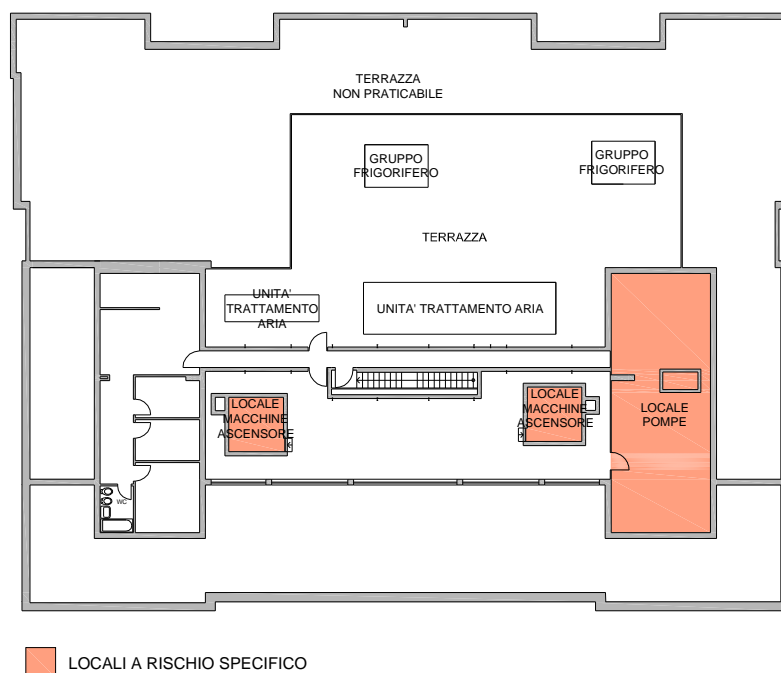 TERRAZZA
NON PRATICABILE
GRUPPO
FRIGORIFERO
GRUPPO
FRIGORIFERO
TERRAZZA
UNITA'
TRATTAMENTO
ARIA
UNITA' TRATTAMENTO ARIA
LOCALE
MACCHINE
ASCENSORE
LOCALE
MACCHINE
ASCENSORE
LOCALE
POMPE
WC
LOCALI A RISCHIO SPECIFICO